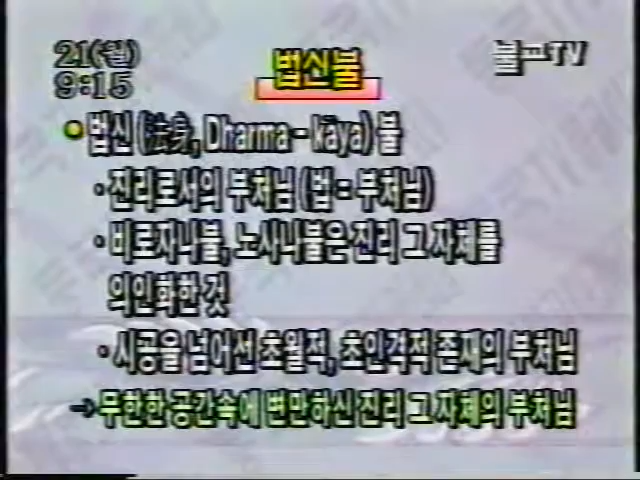 21(월)
9:15
법신불
불교TV
법신 (法身, Dharma - kāya) 불
· 진리로서의 부처님 (법 = 부처님)
· 비로자나불, 노사나불은 진리 그 자체를
의인화한 것
· 시공을 넘어선 초월적, 초인격적 존재의 부처님
→ 무한한 공간속에 변만하신 진리 그 자체의 부처님